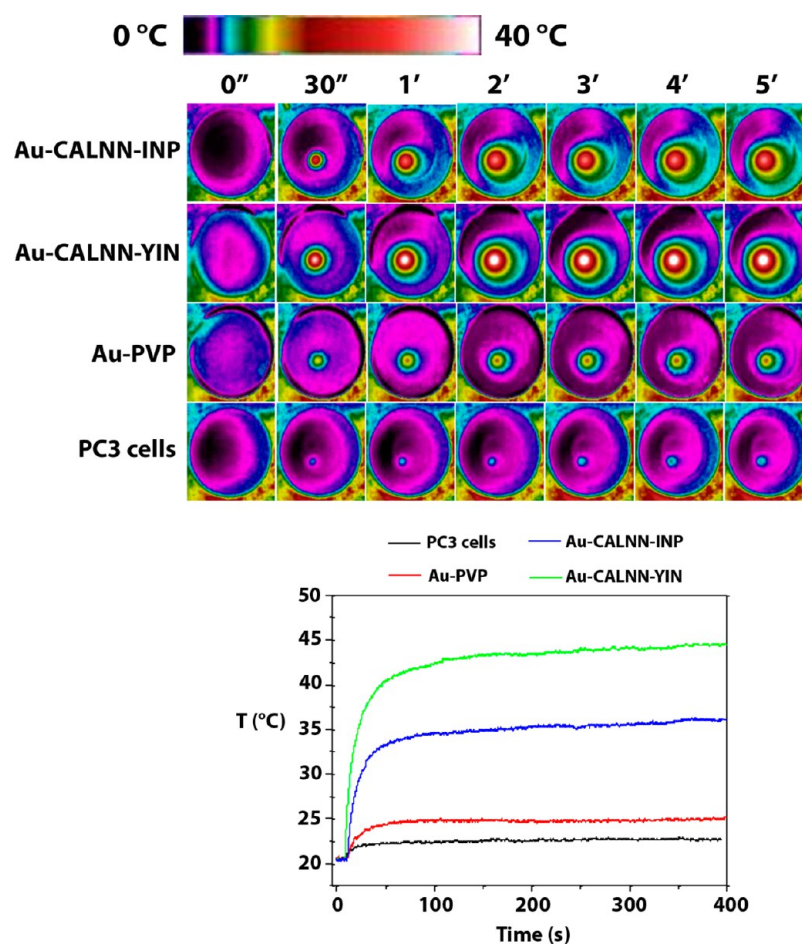 0 °C 40 °C
0" 30" 1' 2' 3' 4' 5'
Au-CALNN-INP
Au-CALNN-YIN
Au-PVP
PC3 cells
PC3 cells Au-CALNN-INP
Au-PVP Au-CALNN-YIN
50
45
40
T (°C)
35
30
25
20
0 100 200 300 400
Time (s)